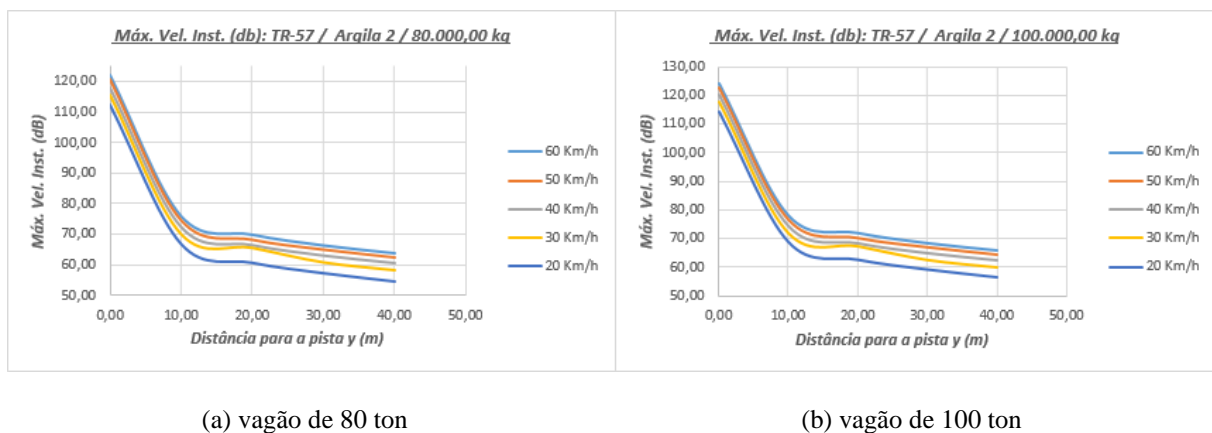 Máx. Vel. Inst. (db): TR-57 / Argila 2 / 80.000,00 kg
Máx. Vel. Inst. (dB)
120,00
110,00
100,00
90,00
80,00
70,00
60,00
50,00
0,00 10,00 20,00 30,00 40,00 50,00
Distância para a pista y (m)
60 Km/h
50 Km/h
40 Km/h
30 Km/h
20 Km/h
Máx. Vel. Inst. (db): TR-57 / Argila 2 / 100.000,00 kg
Máx. Vel. Inst. (dB)
130,00
120,00
110,00
100,00
90,00
80,00
70,00
60,00
50,00
0,00 10,00 20,00 30,00 40,00 50,00
Distância para a pista y (m)
60 Km/h
50 Km/h
40 Km/h
30 Km/h
20 Km/h
(a) vagão de 80 ton
(b) vagão de 100 ton